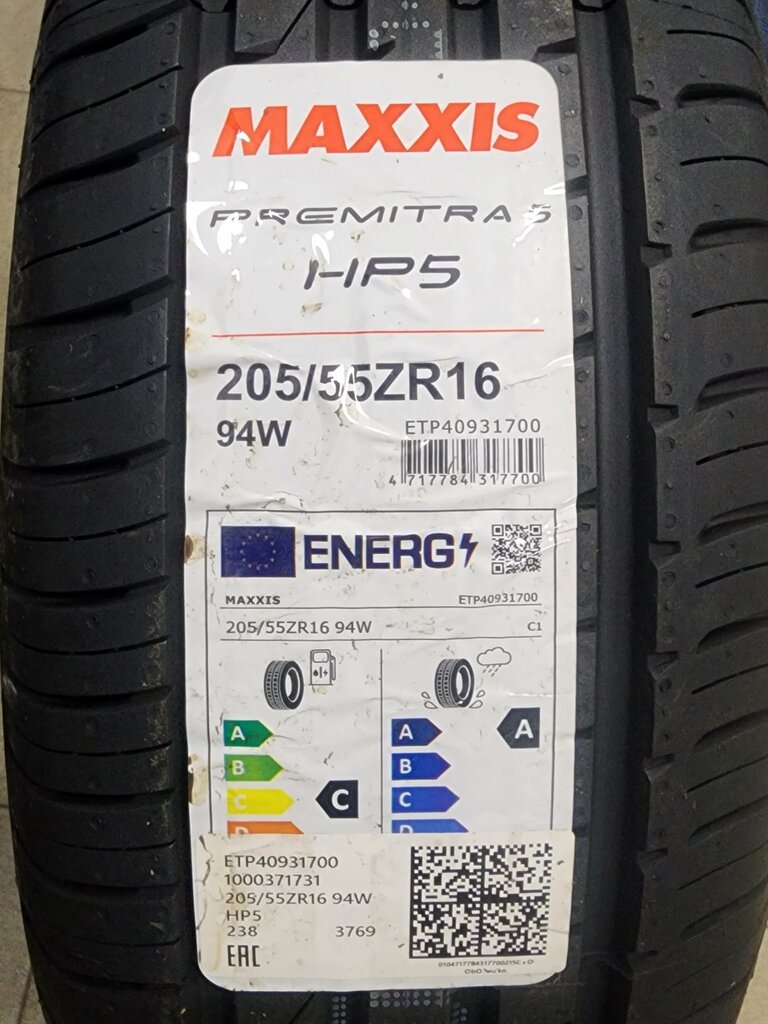 MAXXIS
PREMITRA 5
HP5
205/55ZR16
94W
ETP40931700
4 717784 317700
ENERG
MAXXIS ETP40931700
205/55ZR16 94W C1
A A A
B B
C C C
D D
ETP40931700
1000371731
205/55ZR16 94W
HP5
238 3769
EAC